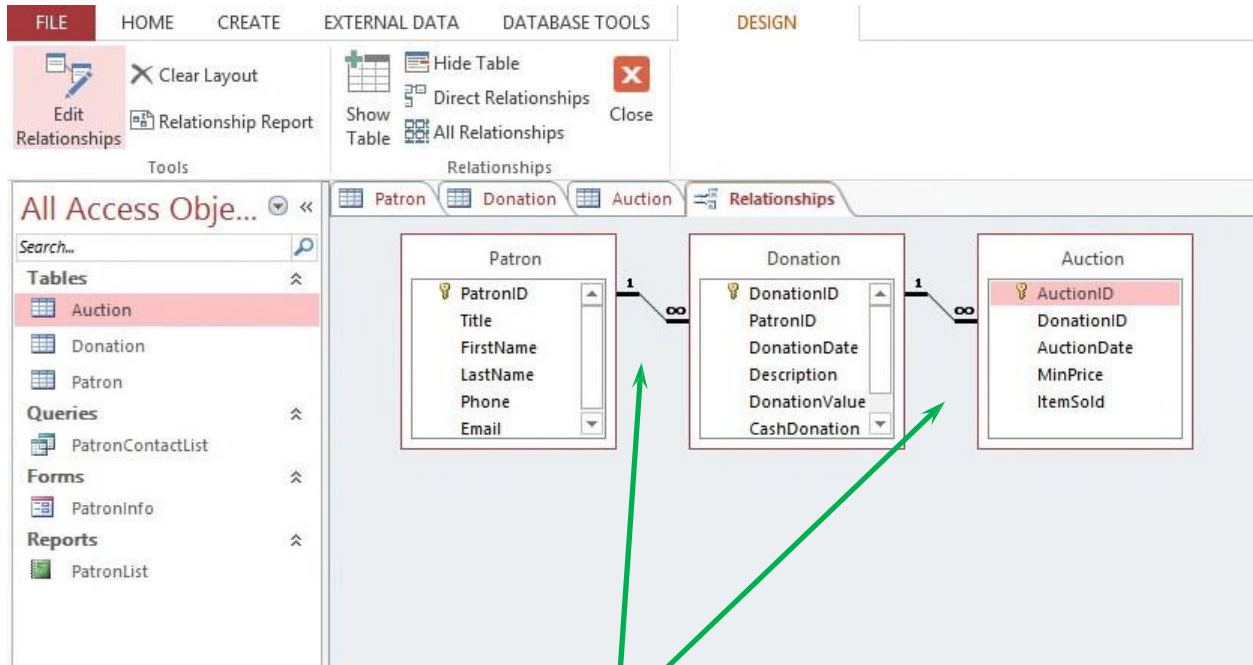 FILE HOME CREATE EXTERNAL DATA DATABASE TOOLS DESIGN
Edit Relationships
Clear Layout
Relationship Report
Tools
Show Table
Hide Table
Direct Relationships
All Relationships
Close
Relationships
All Access Obje...
Search...
Tables
Auction
Donation
Patron
Queries
PatronContactList
Forms
PatronInfo
Reports
PatronList
Patron Donation Auction Relationships
Patron
PatronID
Title
FirstName
LastName
Phone
Email
1 ∞
Donation
DonationID
PatronID
DonationDate
Description
DonationValue
CashDonation
1 ∞
Auction
AuctionID
DonationID
AuctionDate
MinPrice
ItemSold